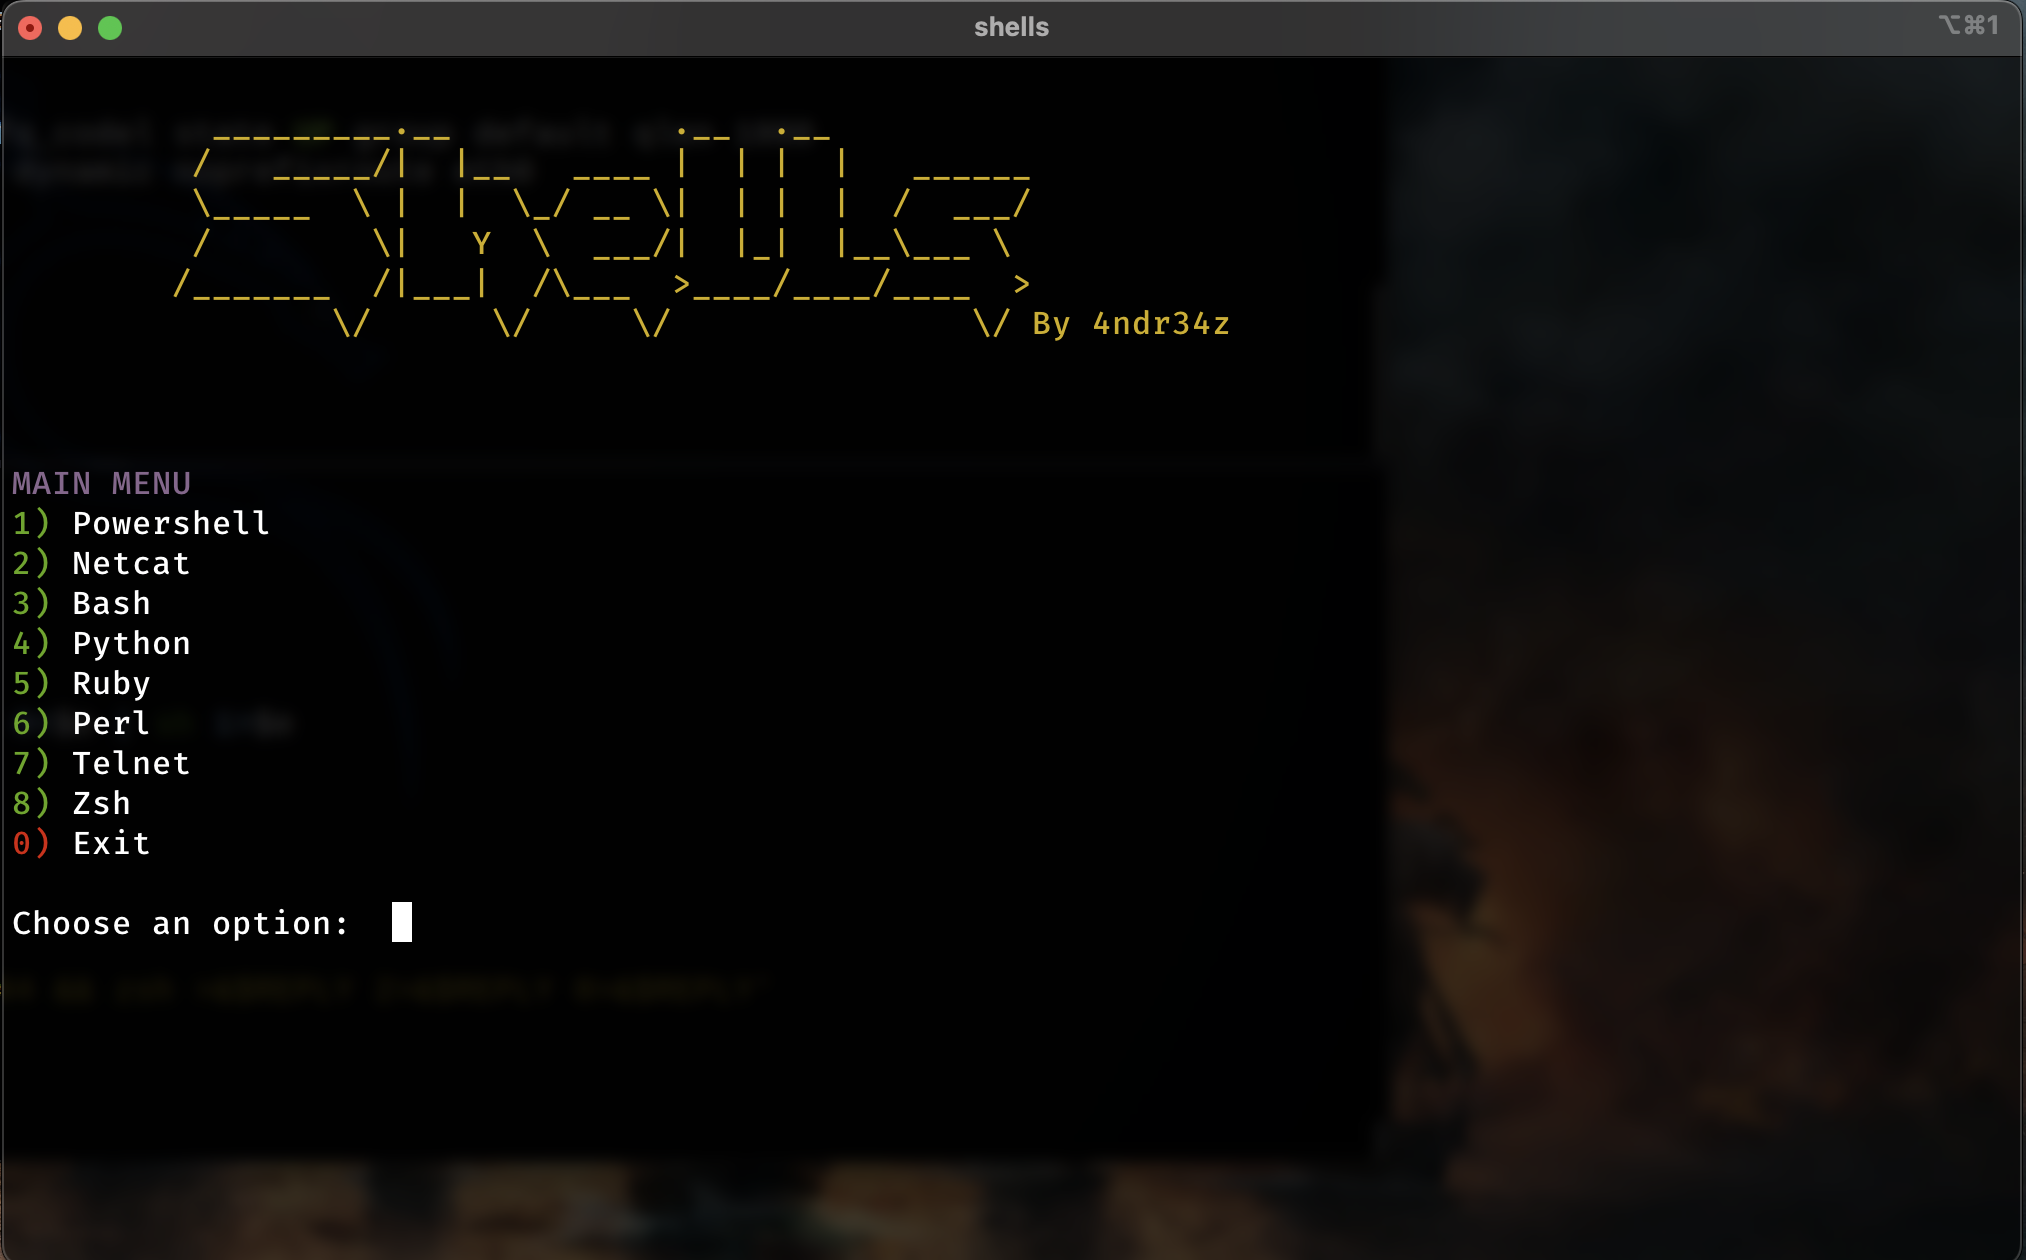 shells
⌥⌘1
Shells
By 4ndr34z
MAIN MENU
1) Powershell
2) Netcat
3) Bash
4) Python
5) Ruby
6) Perl
7) Telnet
8) Zsh
0) Exit
Choose an option: